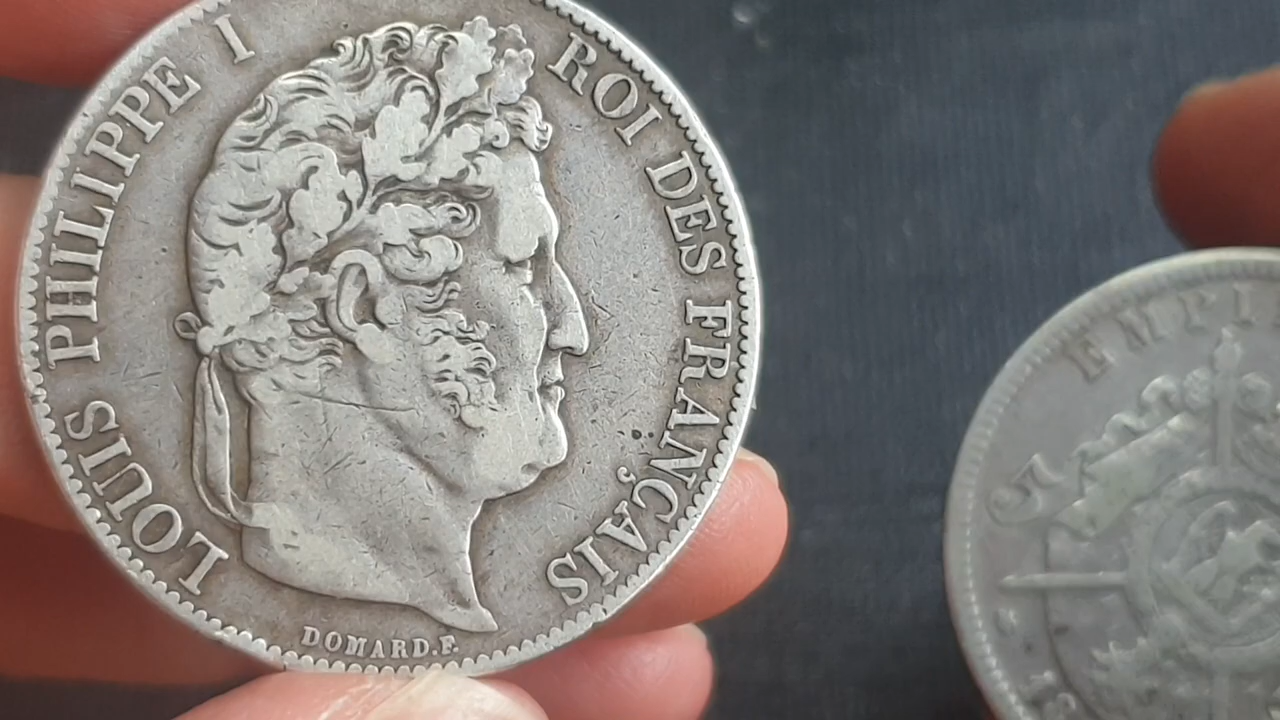 LOUIS PHILIPPE I ROI DES FRANÇAIS
DOMARD.F.
EMPI
5